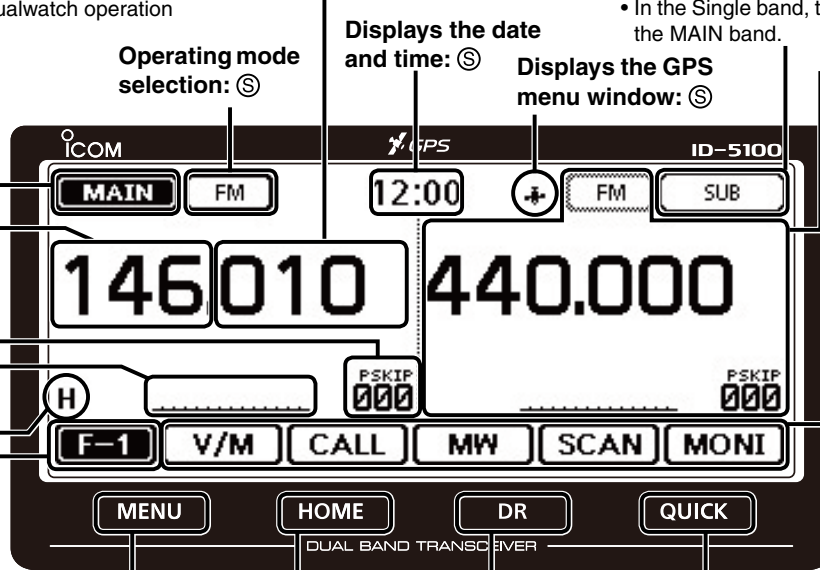 ualwatch operation
• In the Single band, t
the MAIN band.
Displays the date
and time: Ⓢ
Operating mode
selection: Ⓢ
Displays the GPS
menu window: Ⓢ
ICOM GPS ID-5100
MAIN FM 12:00 FM SUB
146.010 440.000
PSKIP PSKIP
H 000 000
F-1 V/M CALL MW SCAN MONI
MENU HOME DR QUICK
DUAL BAND TRANSCEIVER